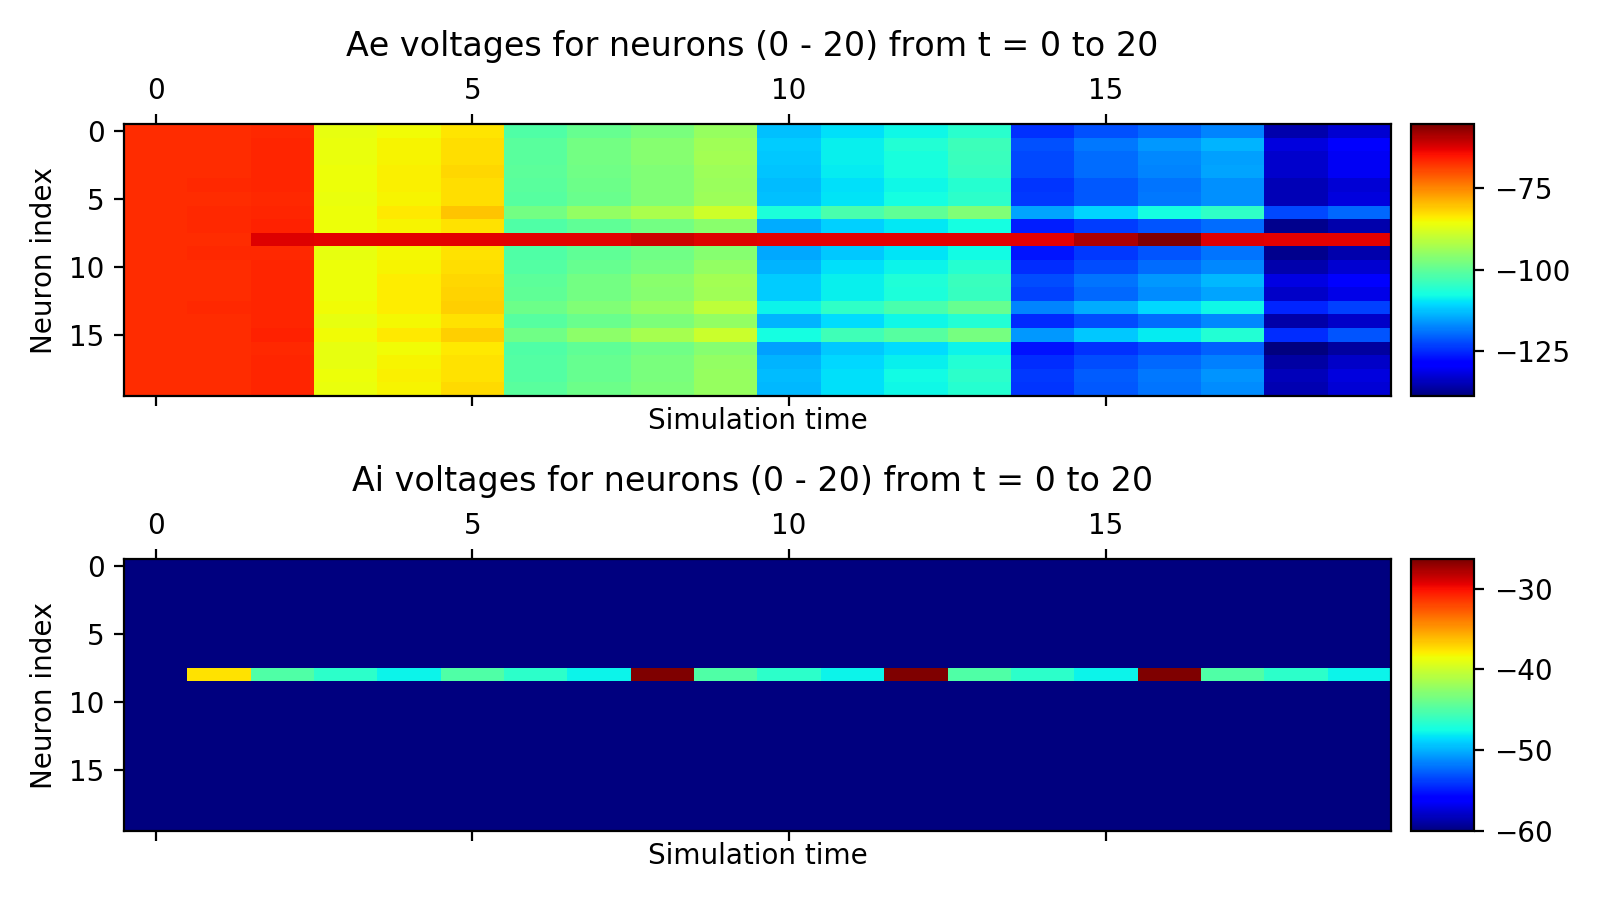 Ae voltages for neurons (0 - 20) from t = 0 to 20
0 5 10 15
Neuron index
0
5
10
15
−75
−100
−125
Simulation time
Ai voltages for neurons (0 - 20) from t = 0 to 20
0 5 10 15
Neuron index
0
5
10
15
−30
−40
−50
−60
Simulation time